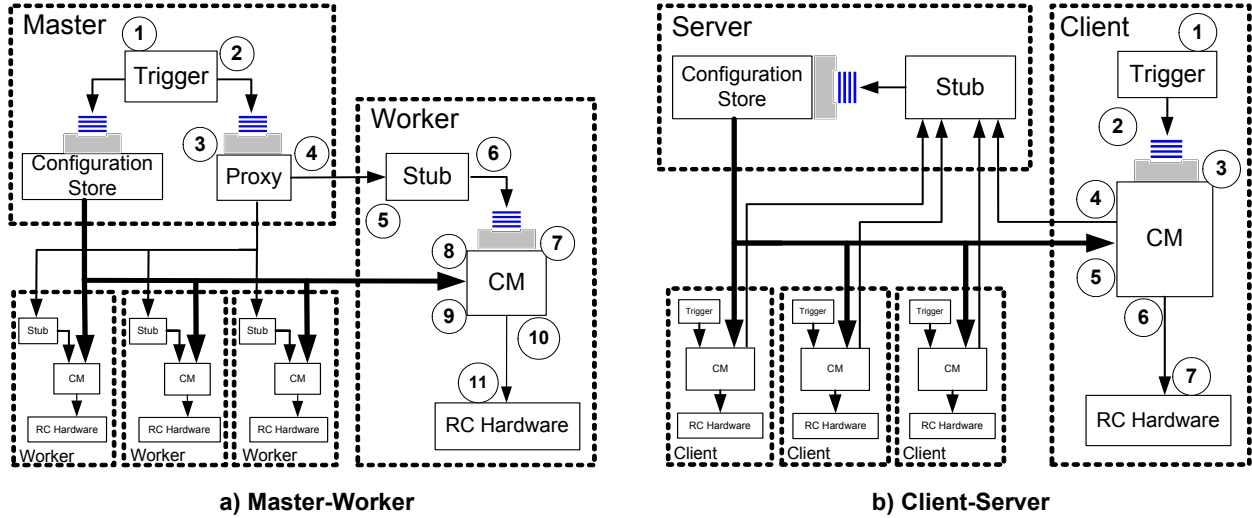 Master
1
2
Trigger
Configuration
Store
3
4
Proxy
Worker
6
Stub
5
8
7
CM
9
10
11
RC Hardware
Stub
CM
RC Hardware
Worker
Stub
CM
RC Hardware
Worker
Stub
CM
RC Hardware
Worker
a) Master-Worker
Server
Configuration
Store
Stub
Client
1
Trigger
2
3
4
CM
5
6
7
RC Hardware
Trigger
CM
RC Hardware
Client
Trigger
CM
RC Hardware
Client
Trigger
CM
RC Hardware
Client
b) Client-Server